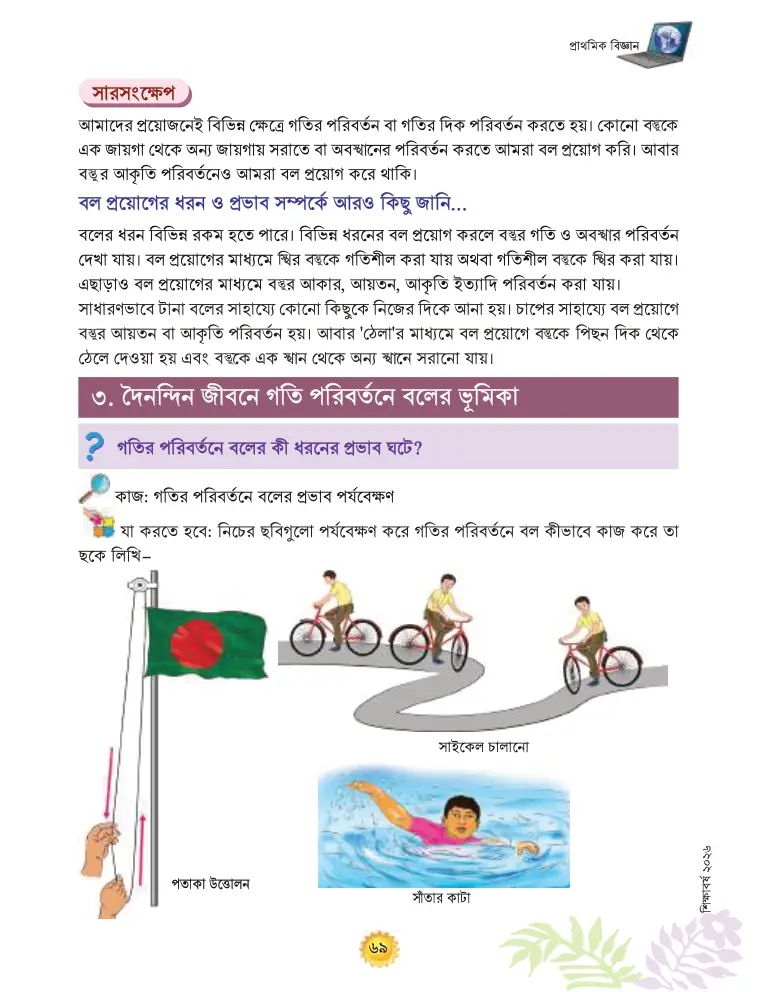 প্রাথমিক বিজ্ঞান
সারসংক্ষেপ
আমাদের প্রয়োজনেই বিভিন্ন ক্ষেত্রে গতির পরিবর্তন বা গতির দিক পরিবর্তন করতে হয়। কোনো বস্তুকে
এক জায়গা থেকে অন্য জায়গায় সরাতে বা অবস্থানের পরিবর্তন করতে আমরা বল প্রয়োগ করি। আবার
বস্তুর আকৃতি পরিবর্তনেও আমরা বল প্রয়োগ করে থাকি।
বল প্রয়োগের ধরন ও প্রভাব সম্পর্কে আরও কিছু জানি...
বলের ধরন বিভিন্ন রকম হতে পারে। বিভিন্ন ধরনের বল প্রয়োগ করলে বস্তুর গতি ও অবস্থার পরিবর্তন
দেখা যায়। বল প্রয়োগের মাধ্যমে স্থির বস্তুকে গতিশীল করা যায় অথবা গতিশীল বস্তুকে স্থির করা যায়।
এছাড়াও বল প্রয়োগের মাধ্যমে বস্তুর আকার, আয়তন, আকৃতি ইত্যাদি পরিবর্তন করা যায়।
সাধারণভাবে টানা বলের সাহায্যে কোনো কিছুকে নিজের দিকে আনা হয়। চাপের সাহায্যে বল প্রয়োগে
বস্তুর আয়তন বা আকৃতি পরিবর্তন হয়। আবার 'ঠেলা'র মাধ্যমে বল প্রয়োগে বস্তুকে পিছন দিক থেকে
ঠেলে দেওয়া হয় এবং বস্তুকে এক স্থান থেকে অন্য স্থানে সরানো যায়।
৩. দৈনন্দিন জীবনে গতি পরিবর্তনে বলের ভূমিকা
? গতির পরিবর্তনে বলের কী ধরনের প্রভাব ঘটে?
কাজ: গতির পরিবর্তনে বলের প্রভাব পর্যবেক্ষণ
যা করতে হবে: নিচের ছবিগুলো পর্যবেক্ষণ করে গতির পরিবর্তনে বল কীভাবে কাজ করে তা
ছকে লিখি–
সাইকেল চালানো
পতাকা উত্তোলন
সাঁতার কাটা
শিক্ষাবর্ষ ২০২৬
৬৯